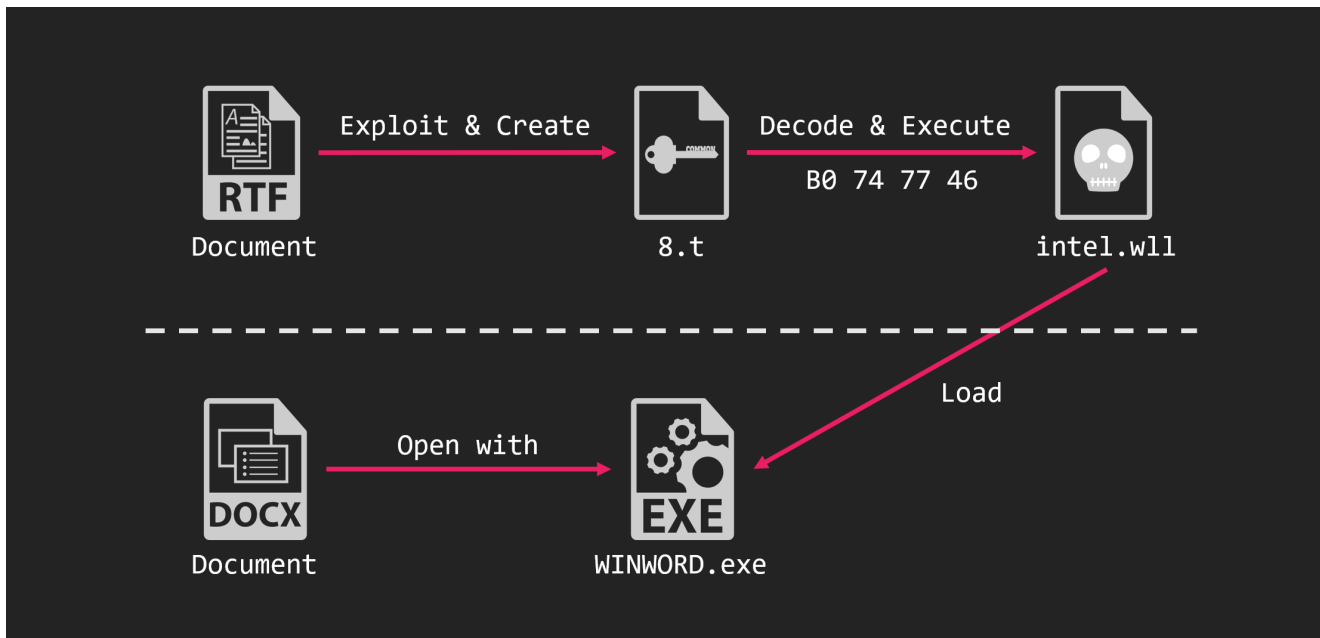 A
RTF
Document
Exploit & Create
COMMON
8.t
Decode & Execute
B0 74 77 46
intel.wll
DOCX
Document
Open with
EXE
WINWORD.exe
Load